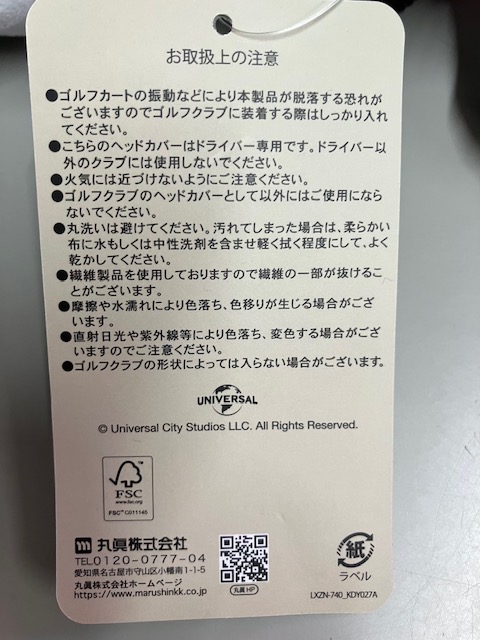 お取扱上の注意
●ゴルフカートの振動などにより本製品が脱落する恐れが
ございますのでゴルフクラブに装着する際はしっかり入れ
てください。
●こちらのヘッドカバーはドライバー専用です。ドライバー以
外のクラブには使用しないでください。
●火気には近づけないようにご注意ください。
●ゴルフクラブのヘッドカバーとして以外にはご使用になら
ないでください。
●丸洗いは避けてください。汚れてしまった場合は、柔らかい
布に水もしくは中性洗剤を含ませ軽く拭く程度にして、よく
乾かしてください。
●繊維製品を使用しておりますので繊維の一部が抜けるこ
とがございます。
●摩擦や水濡れにより色落ち、色移りが生じる場合がござ
います。
●直射日光や紫外線等により色落ち、変色する場合がござ
いますのでご注意ください。
●ゴルフクラブの形状によっては入らない場合がございます。
UNIVERSAL
© Universal City Studios LLC. All Rights Reserved.
FSC
www.fsc.org
FSC® C011145
丸眞株式会社
TEL0120-0777-04
愛知県名古屋市守山区小幡南1-1-5
丸眞株式会社ホームページ
https://www.marushinkk.co.jp
丸眞 HP
紙
ラベル
LXZN-740_KDY027A